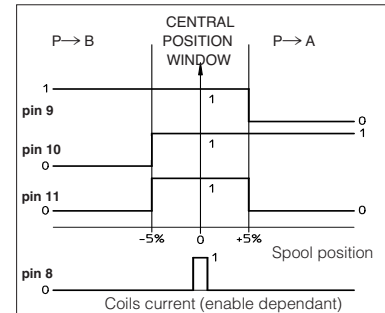 CENTRAL
P→ B POSITION P→ A
WINDOW
1
1
pin 9
0
1
pin 10
1
0
1
pin 11
0 0
-5% 0 +5%
Spool position
1
pin 8
0
Coils current (enable dependant)